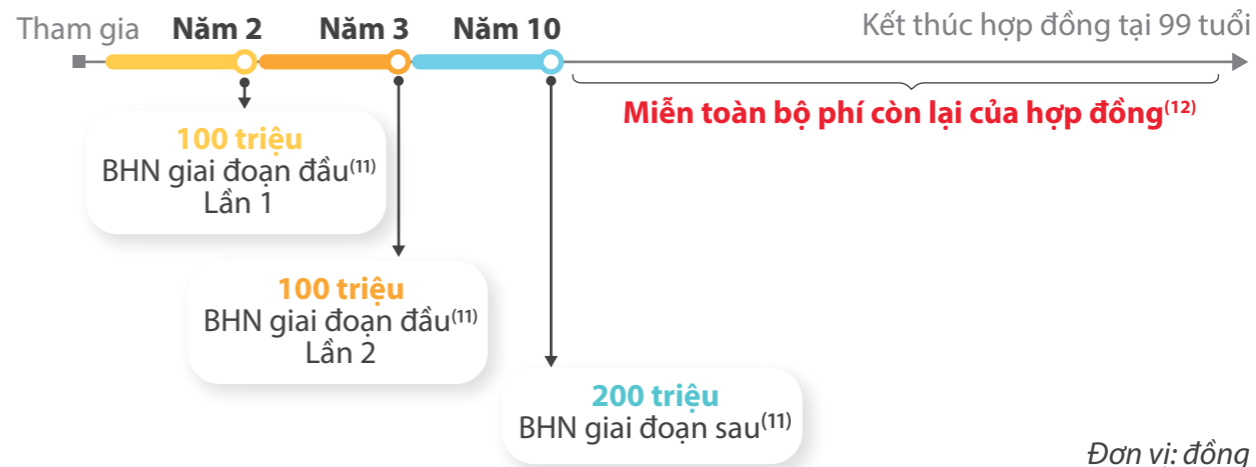 Tham gia Năm 2 Năm 3 Năm 10 Kết thúc hợp đồng tại 99 tuổi
Miễn toàn bộ phí còn lại của hợp đồng(12)
100 triệu
BHN giai đoạn đầu(11)
Lần 1
100 triệu
BHN giai đoạn đầu(11)
Lần 2
200 triệu
BHN giai đoạn sau(11)
Đơn vị: đồng